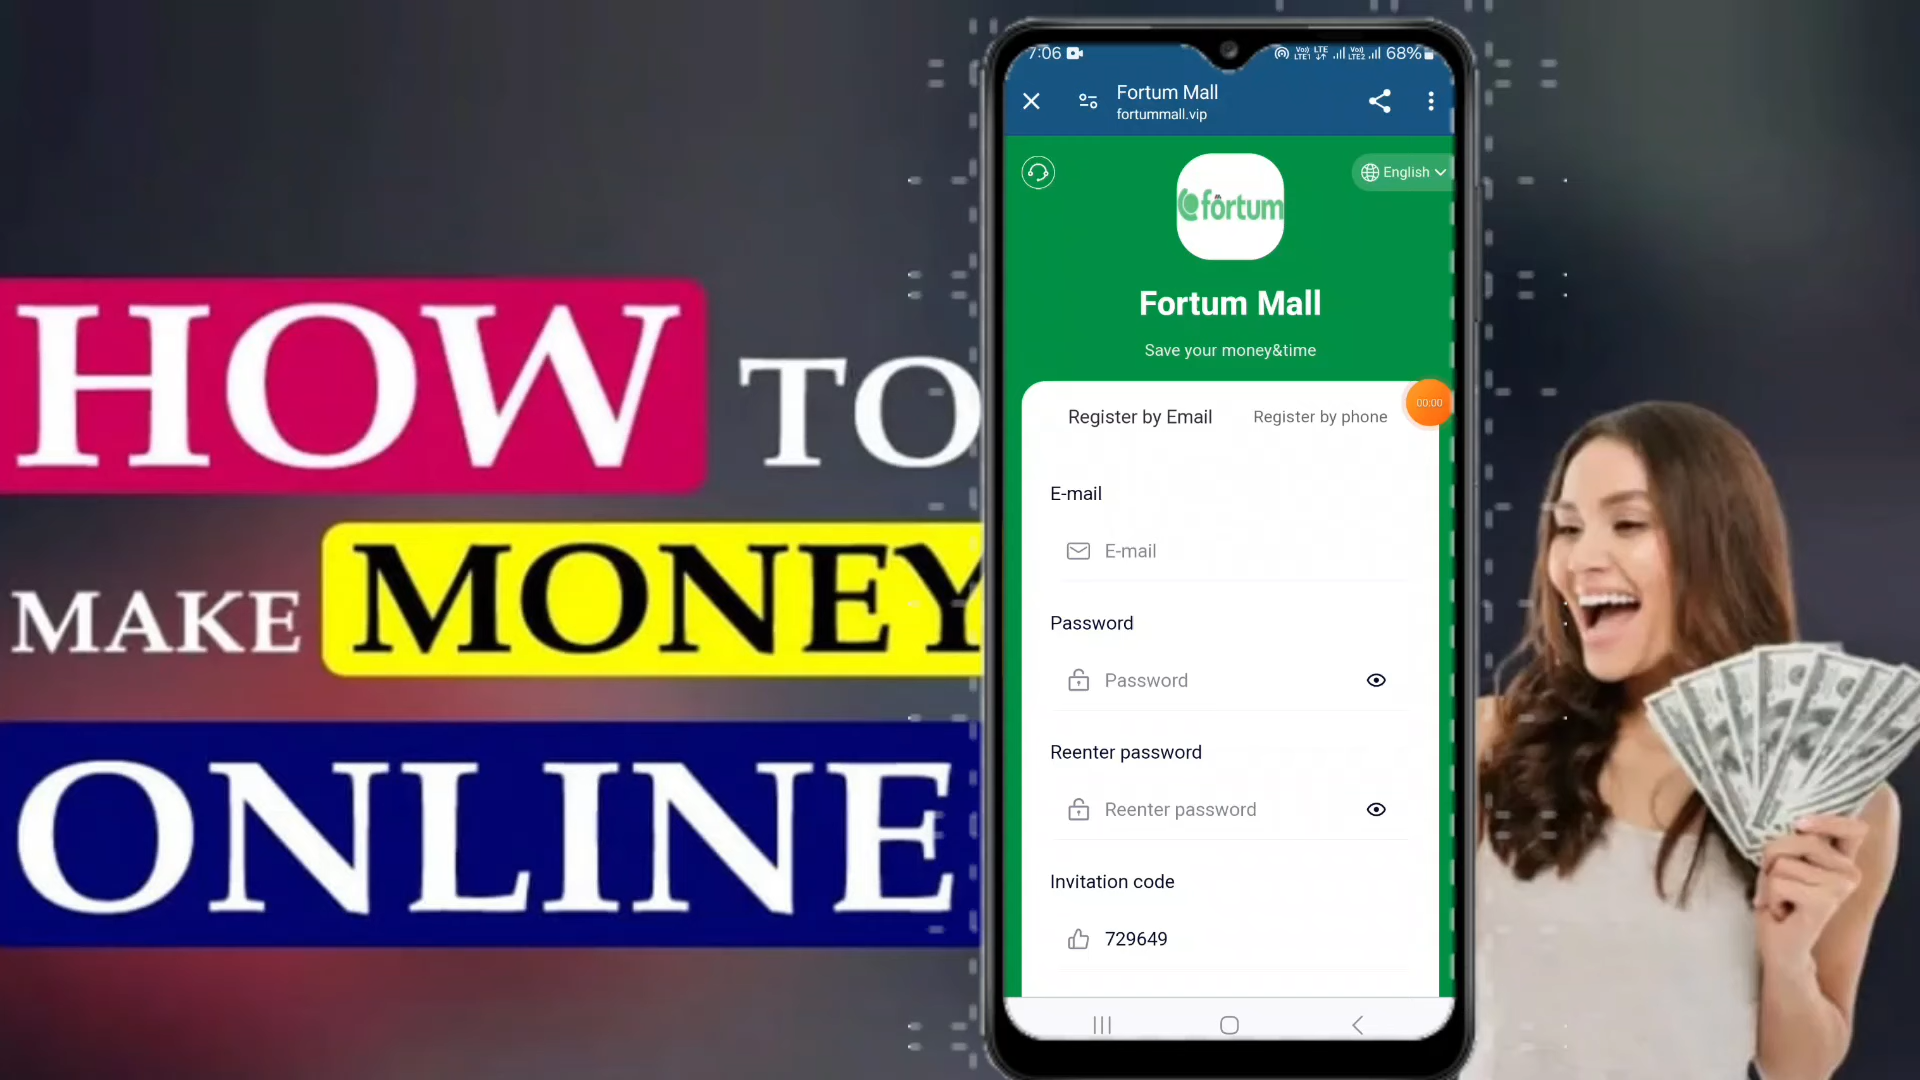 HOW TO
MAKE MONEY
ONLINE
7:06
68%
Fortum Mall
fortummall.vip
English
fortum
Fortum Mall
Save your money&time
Register by Email
Register by phone
00:00
E-mail
E-mail
Password
Password
Reenter password
Reenter password
Invitation code
729649